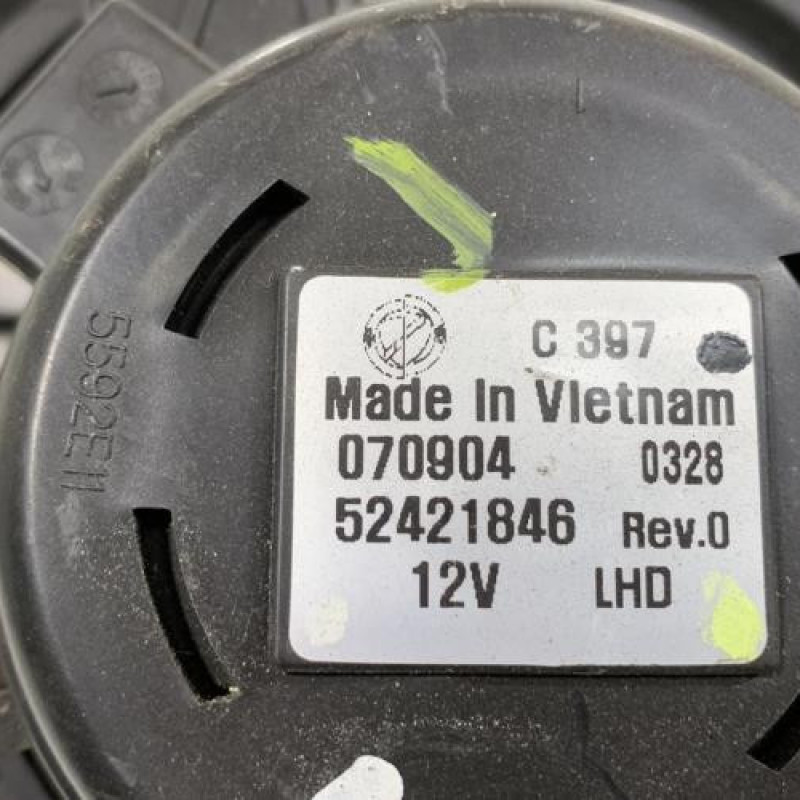 C 397
Made In Vietnam
070904 0328
52421846 Rev.0
12V LHD
5592E11